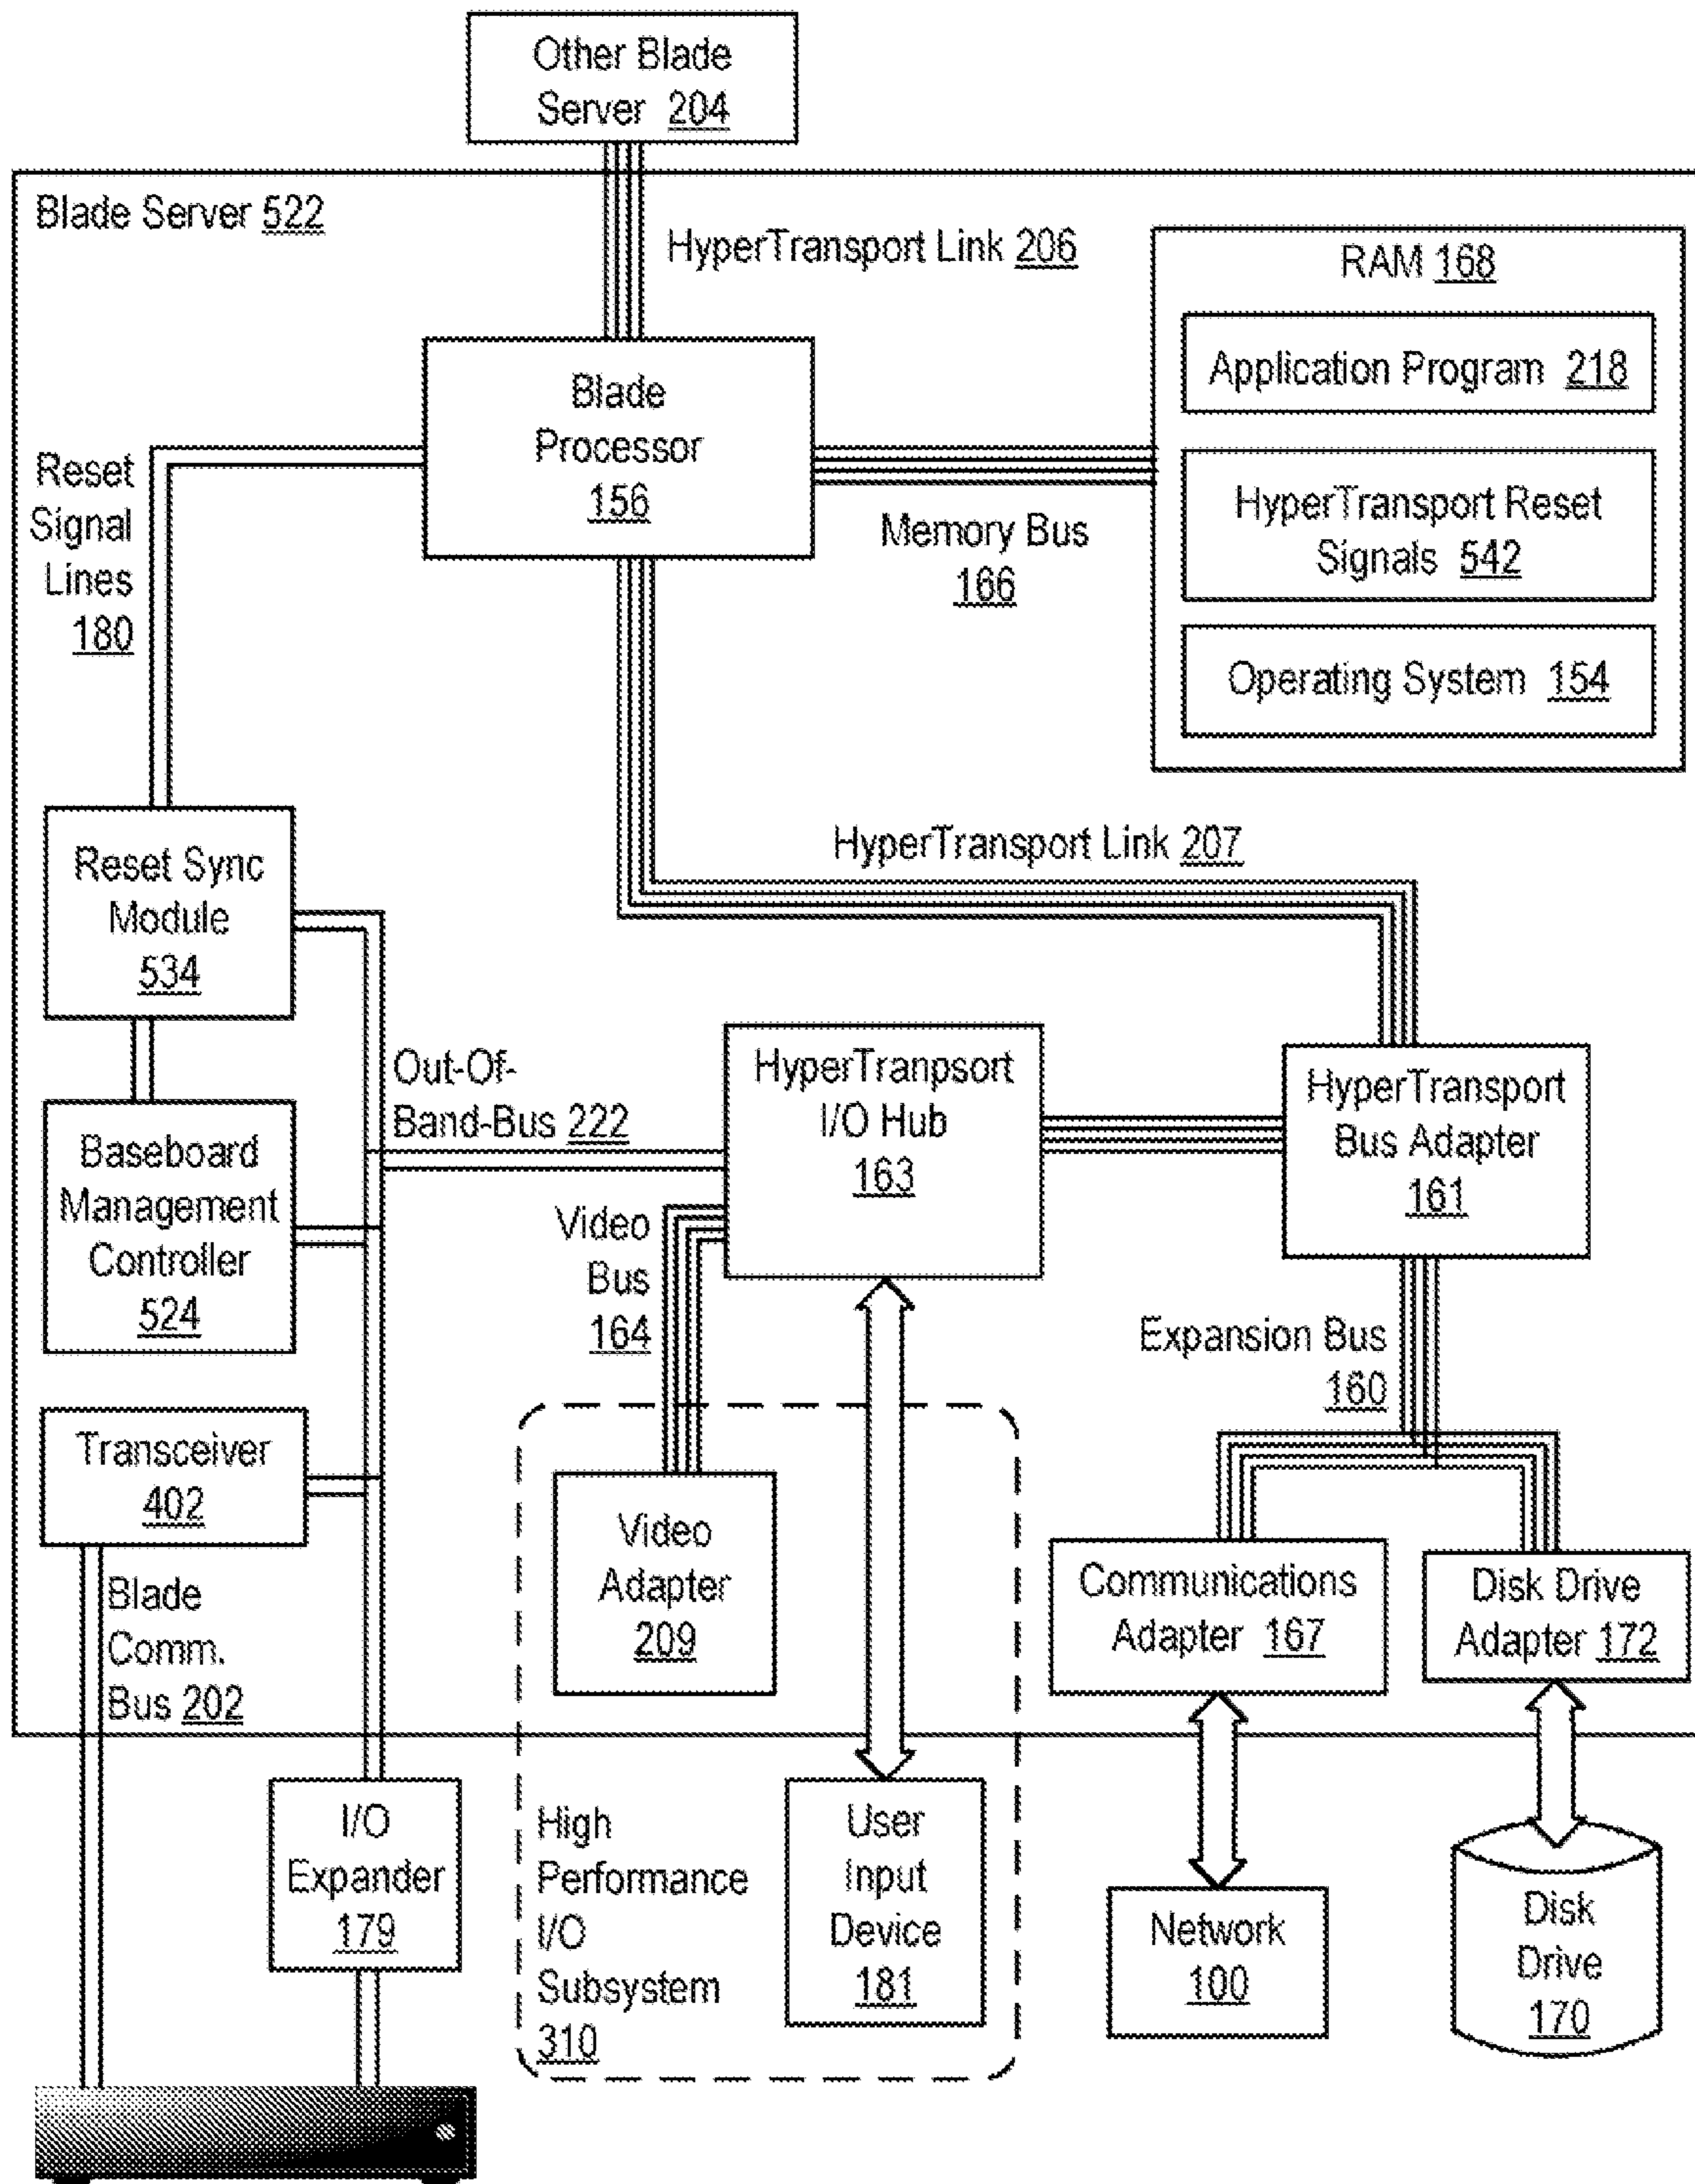 Other Blade
Server 204
Blade Server 522
HyperTransport Link 206
RAM 168
Application Program 218
HyperTransport Reset
Signals 542
Operating System 154
Blade
Processor
156
Memory Bus
166
Reset
Signal
Lines
180
HyperTransport Link 207
Reset Sync
Module
534
Out-Of-
Band-Bus 222
HyperTranpsort
I/O Hub
163
HyperTransport
Bus Adapter
161
Baseboard
Management
Controller
524
Video
Bus
164
Expansion Bus
160
Transceiver
402
Video
Adapter
209
Communications
Adapter 167
Disk Drive
Adapter 172
Blade
Comm.
Bus 202
I/O
Expander
179
High
Performance
I/O
Subsystem
310
User
Input
Device
181
Network
100
Disk
Drive
170